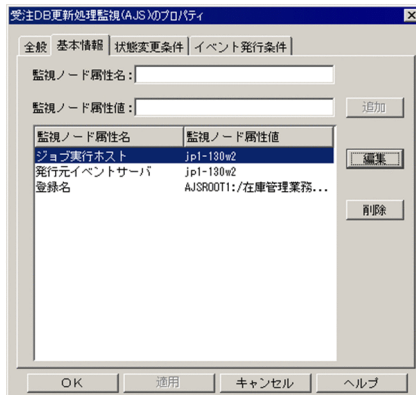 受注DB更新処理監視(AJS)のプロパティ
全般 基本情報 状態変更条件 イベント発行条件
監視ノード属性名:
監視ノード属性値: 追加
監視ノード属性名 監視ノード属性値
ジョブ実行ホスト jp1-130w2
発行元イベントサーバ jp1-130w2
登録名 AJSROOT1:/在庫管理業務...
編集
削除
OK 適用 キャンセル ヘルプ